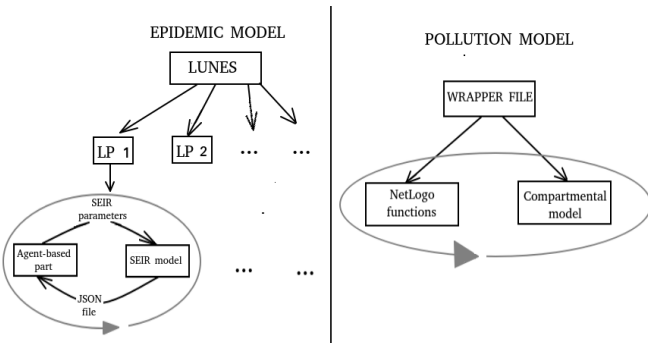 EPIDEMIC MODEL
LUNES
LP 1
LP 2
...
...
SEIR
parameters
Agent-based
part
SEIR model
JSON
file
...
...
POLLUTION MODEL
WRAPPER FILE
NetLogo
functions
Compartmental
model